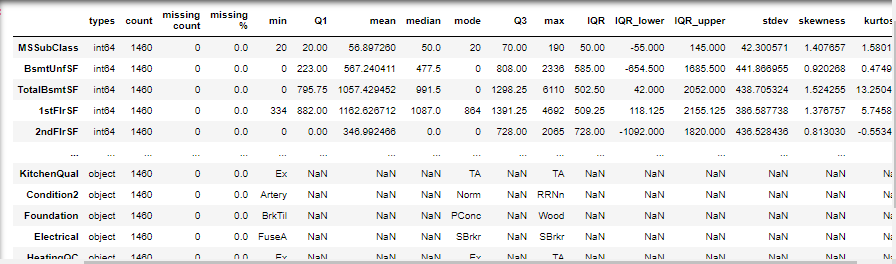 types count missing count missing % min Q1 mean median mode Q3 max IQR IQR_lower IQR_upper stdev skewness kurtos
MSSubClass int64 1460 0 0.0 20 20.00 56.897260 50.0 20 70.00 190 50.00 -55.000 145.000 42.300571 1.407657 1.5801
BsmtUnfSF int64 1460 0 0.0 0 223.00 567.240411 477.5 0 808.00 2336 585.00 -654.500 1685.500 441.866955 0.920268 0.4749
TotalBsmtSF int64 1460 0 0.0 0 795.75 1057.429452 991.5 0 1298.25 6110 502.50 42.000 2052.000 438.705324 1.524255 13.2504
1stFlrSF int64 1460 0 0.0 334 882.00 1162.626712 1087.0 864 1391.25 4692 509.25 118.125 2155.125 386.587738 1.376757 5.7458
2ndFlrSF int64 1460 0 0.0 0 0.00 346.992466 0.0 0 728.00 2065 728.00 -1092.000 1820.000 436.528436 0.813030 -0.5534
... ... ... ... ... ... ... ... ... ... ... ... ... ... ... ... ...
KitchenQual object 1460 0 0.0 Ex NaN NaN NaN TA NaN TA NaN NaN NaN NaN NaN Na
Condition2 object 1460 0 0.0 Artery NaN NaN NaN Norm NaN RRNn NaN NaN NaN NaN NaN Na
Foundation object 1460 0 0.0 BrkTil NaN NaN NaN PConc NaN Wood NaN NaN NaN NaN NaN Na
Electrical object 1460 0 0.0 FuseA NaN NaN NaN SBrkr NaN SBrkr NaN NaN NaN NaN NaN Na
HeatingQC object 1460 0 0.0 Ex NaN NaN NaN Ex NaN TA NaN NaN NaN NaN NaN Na